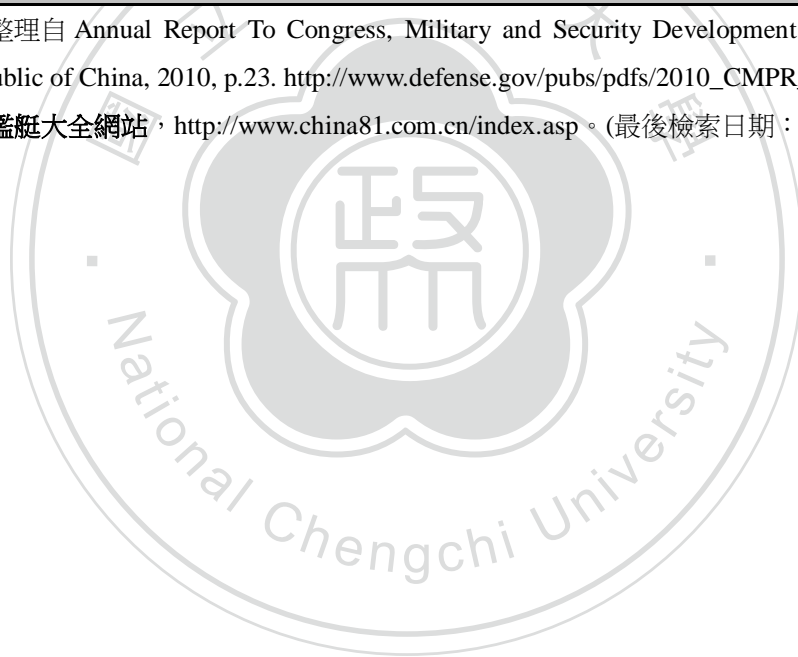 整理自 Annual Report To Congress, Military and Security Development
ublic of China, 2010, p.23. http://www.defense.gov/pubs/pdfs/2010_CMPR_
艦艇大全網站，http://www.china81.com.cn/index.asp。(最後檢索日期：
政
National Chengchi University